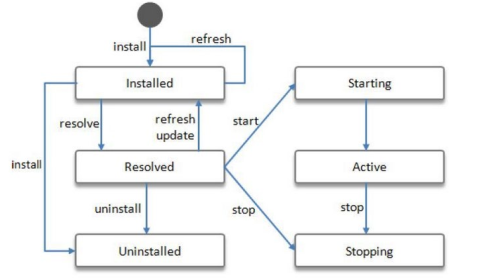 refresh
install
Installed
Starting
resolve
refresh
update
start
install
Resolved
Active
uninstall
stop
stop
Uninstalled
Stopping